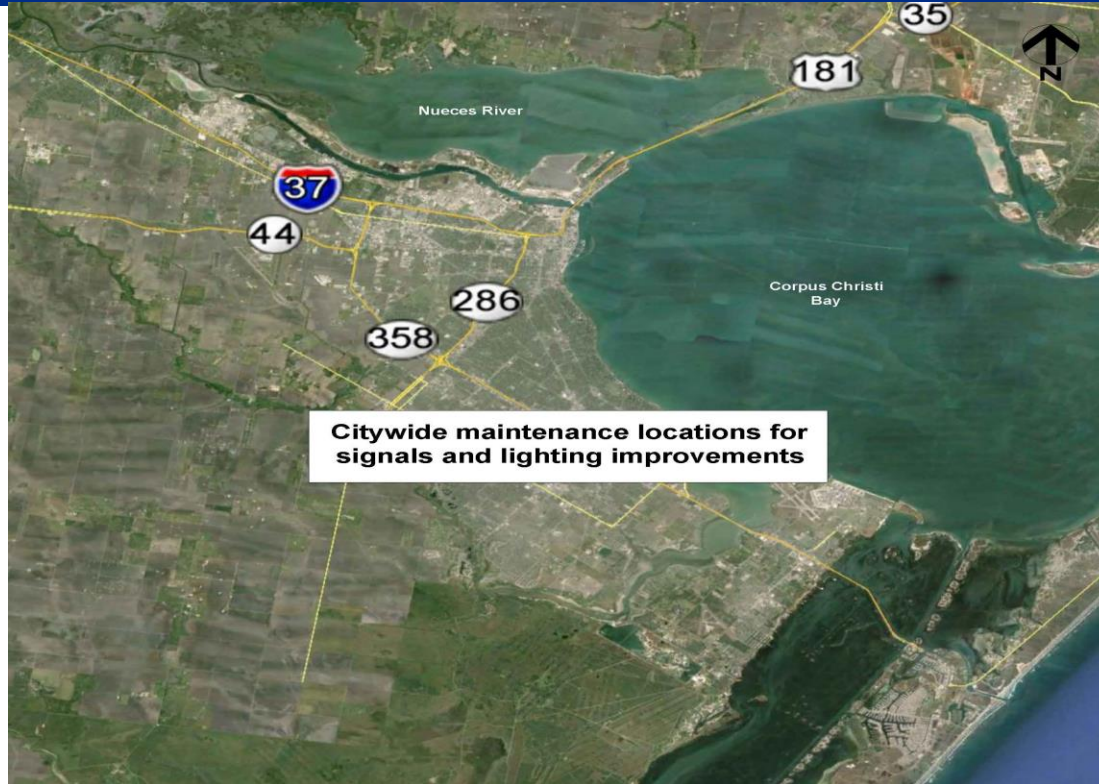 35
181
N
Nueces River
37
44
286
Corpus Christi
Bay
358
Citywide maintenance locations for
signals and lighting improvements